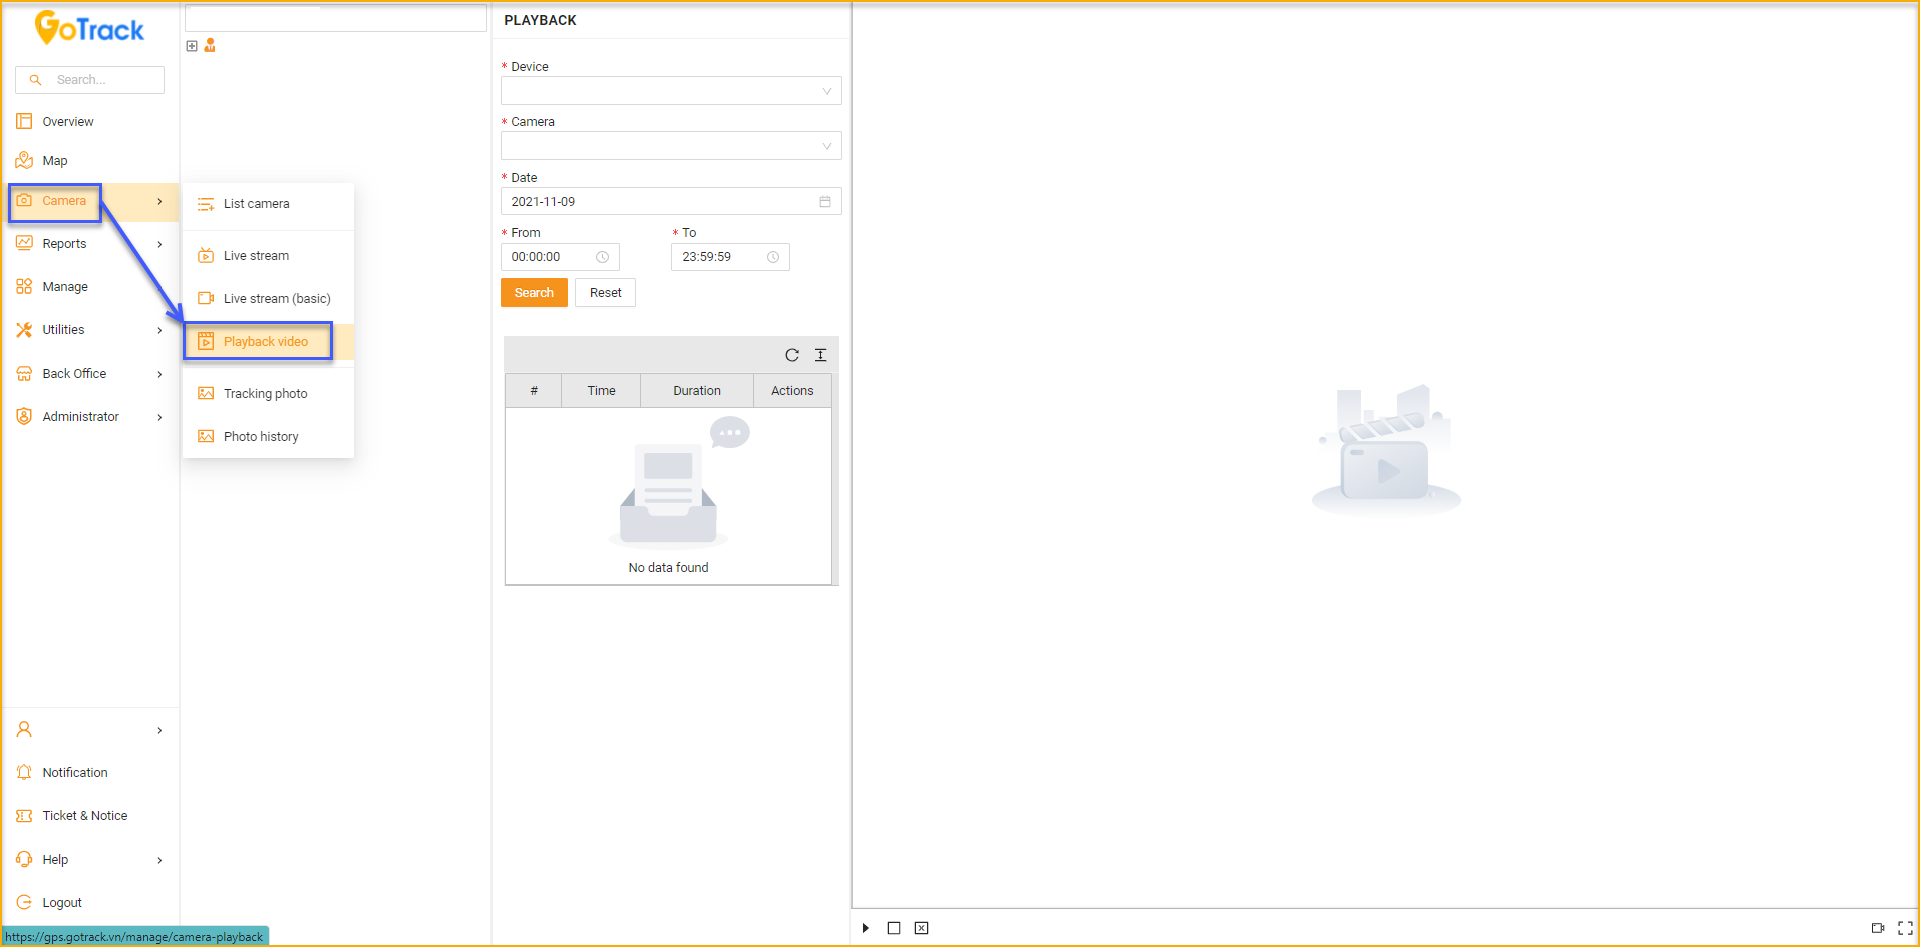 GoTrack
Search...
Overview
Map
Camera
Reports
Manage
Utilities
Back Office
Administrator
Notification
Ticket & Notice
Help
Logout
https://gps.gotrack.vn/manage/camera-playback
List camera
Live stream
Live stream (basic)
Playback video
Tracking photo
Photo history
PLAYBACK
* Device
* Camera
* Date
2021-11-09
* From * To
00:00:00 23:59:59
Search Reset
# Time Duration Actions
No data found